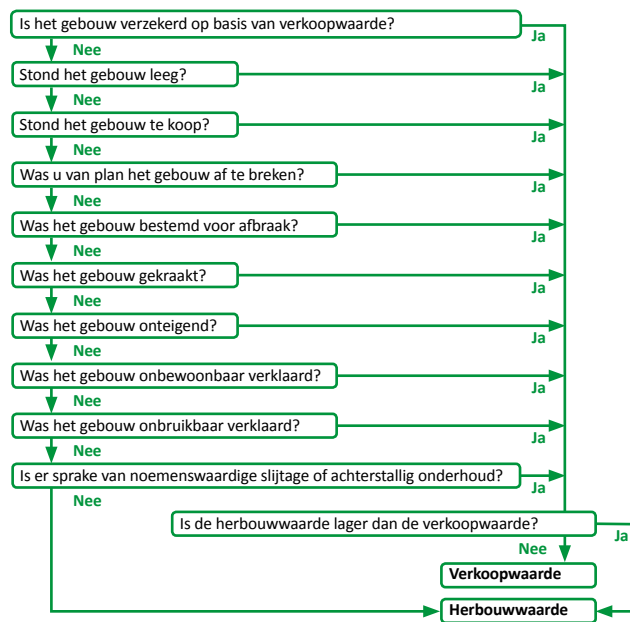 Is het gebouw verzekerd op basis van verkoopwaarde?
Ja
Nee
Stond het gebouw leeg?
Ja
Nee
Stond het gebouw te koop?
Ja
Nee
Was u van plan het gebouw af te breken?
Ja
Nee
Was het gebouw bestemd voor afbraak?
Ja
Nee
Was het gebouw gekraakt?
Ja
Nee
Was het gebouw onteigend?
Ja
Nee
Was het gebouw onbewoonbaar verklaard?
Ja
Nee
Was het gebouw onbruikbaar verklaard?
Ja
Nee
Is er sprake van noemenswaardige slijtage of achterstallig onderhoud?
Ja
Nee
Is de herbouwwaarde lager dan de verkoopwaarde?
Ja
Nee
Verkoopwaarde
Herbouwwaarde